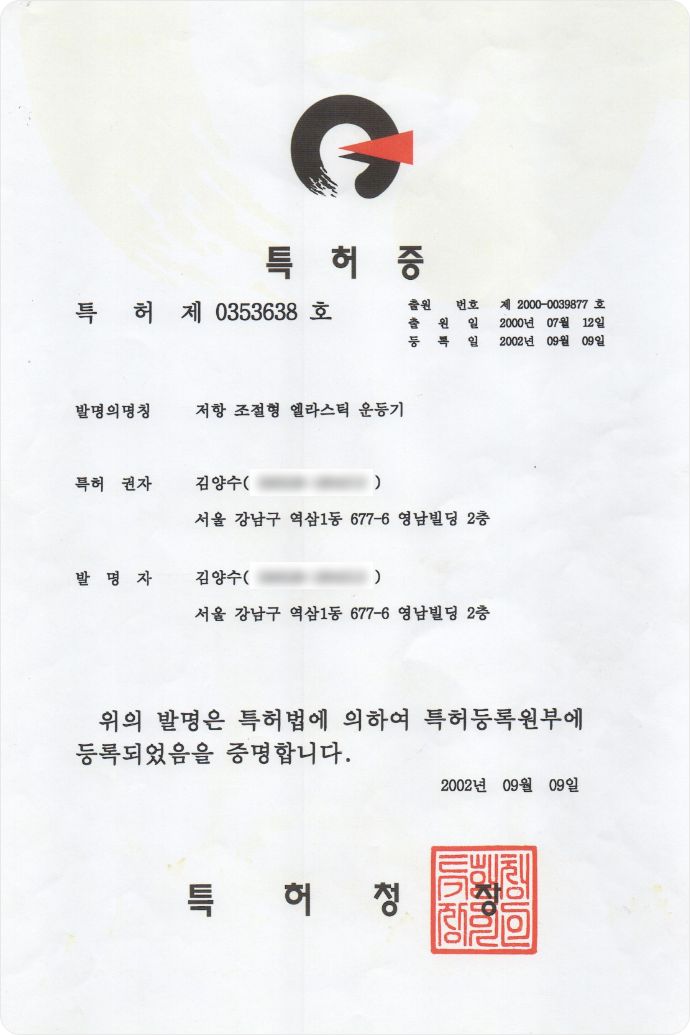 특 허 증
특 허 제 0353638 호
출원 번호 제 2000-0039877 호
출 원 일 2000년 07월 12일
등 록 일 2002년 09월 09일
발명의명칭 저항 조절형 엘라스틱 운동기
특허 권자 김양수( )
서울 강남구 역삼1동 677-6 영남빌딩 2층
발 명 자 김양수( )
서울 강남구 역삼1동 677-6 영남빌딩 2층
위의 발명은 특허법에 의하여 특허등록원부에
등록되었음을 증명합니다.
2002년 09월 09일
특 허 청 장